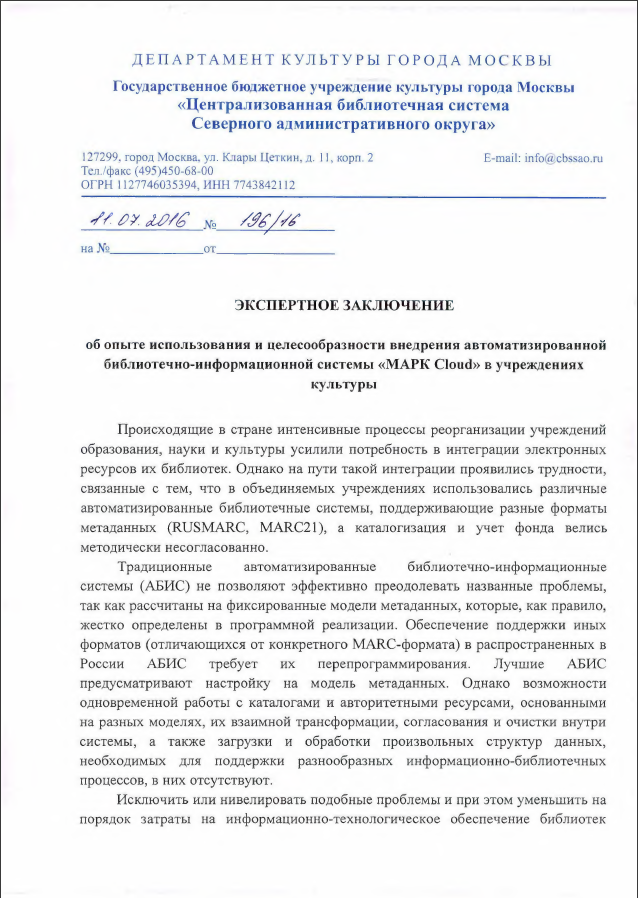 ДЕПАРТАМЕНТ КУЛЬТУРЫ ГОРОДА МОСКВЫ
Государственное бюджетное учреждение культуры города Москвы
«Централизованная библиотечная система
Северного административного округа»
127299, город Москва, ул. Клары Цеткин, д. 11, корп. 2 E-mail: info@cbssao.ru
Тел./факс (495)450-68-00
ОГРН 1127746035394, ИНН 7743842112
11.07.2016 № 196/16
на №____________от____________
ЭКСПЕРТНОЕ ЗАКЛЮЧЕНИЕ
об опыте использования и целесообразности внедрения автоматизированной
библиотечно-информационной системы «МАРК Cloud» в учреждениях
культуры
Происходящие в стране интенсивные процессы реорганизации учреждений
образования, науки и культуры усилили потребность в интеграции электронных
ресурсов их библиотек. Однако на пути такой интеграции проявились трудности,
связанные с тем, что в объединяемых учреждениях использовались различные
автоматизированные библиотечные системы, поддерживающие разные форматы
метаданных (RUSMARC, MARC21), а каталогизация и учет фонда велись
методически несогласованно.
Традиционные автоматизированные библиотечно-информационные
системы (АБИС) не позволяют эффективно преодолевать названные проблемы,
так как рассчитаны на фиксированные модели метаданных, которые, как правило,
жестко определены в программной реализации. Обеспечение поддержки иных
форматов (отличающихся от конкретного MARC-формата) в распространенных в
России АБИС требует их перепрограммирования. Лучшие АБИС
предусматривают настройку на модель метаданных. Однако возможности
одновременной работы с каталогами и авторитетными ресурсами, основанными
на разных моделях, их взаимной трансформации, согласования и очистки внутри
системы, а также загрузки и обработки произвольных структур данных,
необходимых для поддержки разнообразных информационно-библиотечных
процессов, в них отсутствуют.
Исключить или нивелировать подобные проблемы и при этом уменьшить на
порядок затраты на информационно-технологическое обеспечение библиотек